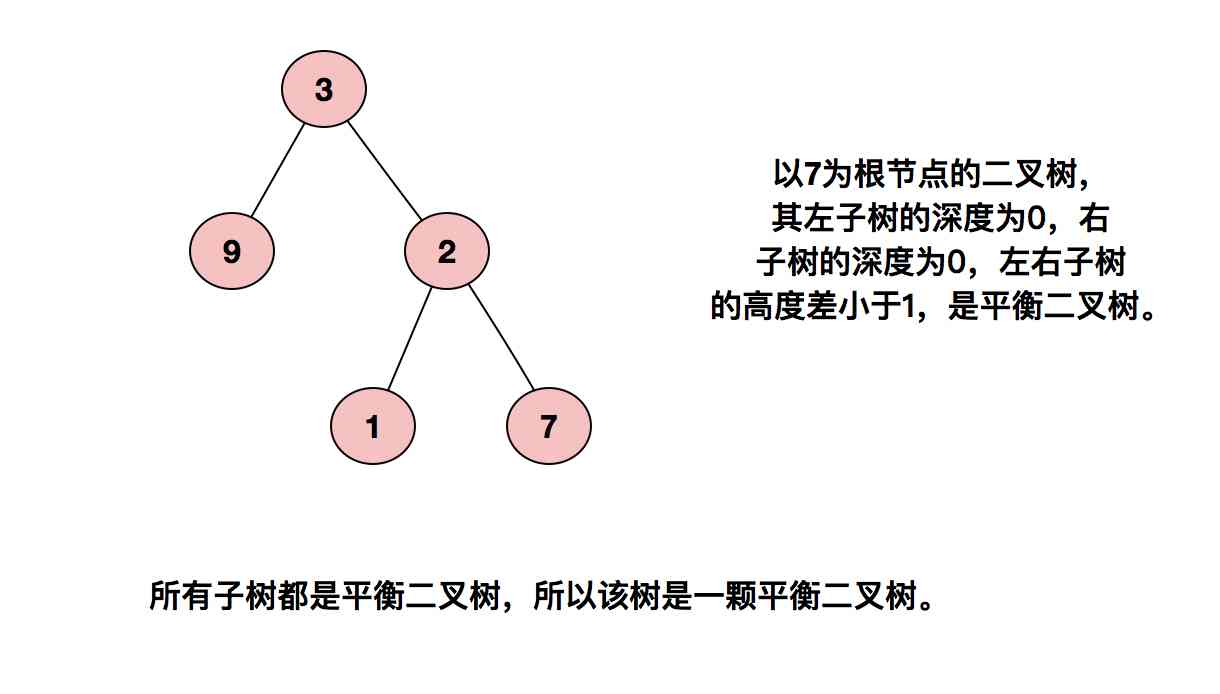 3
以7为根节点的二叉树，
其左子树的深度为0，右
9
2
子树的深度为0，左右子树
的高度差小于1，是平衡二叉树。
1
7
所有子树都是平衡二叉树，所以该树是一颗平衡二叉树。